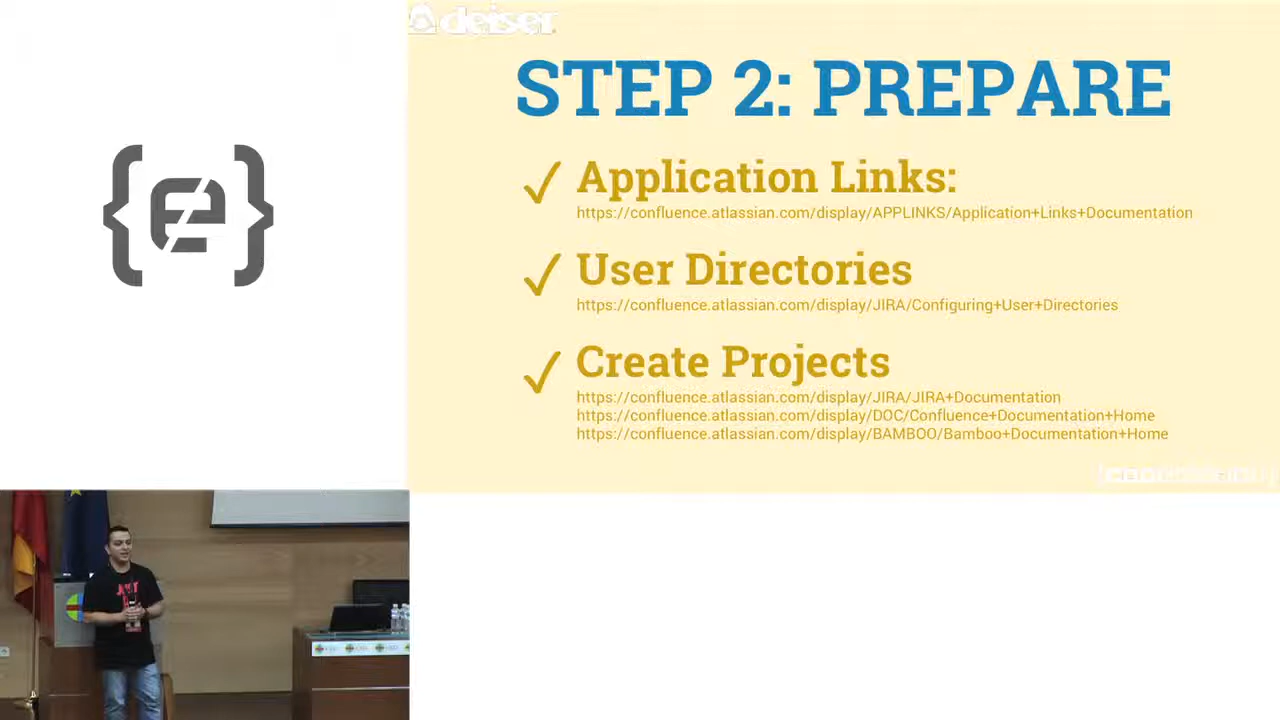 deiser
STEP 2: PREPARE
✓ Application Links:
https://confluence.atlassian.com/display/APPLINKS/Application+Links+Documentation
✓ User Directories
https://confluence.atlassian.com/display/JIRA/Configuring+User+Directories
✓ Create Projects
https://confluence.atlassian.com/display/JIRA/JIRA+Documentation
https://confluence.atlassian.com/display/DOC/Confluence+Documentation+Home
https://confluence.atlassian.com/display/BAMBOO/Bamboo+Documentation+Home